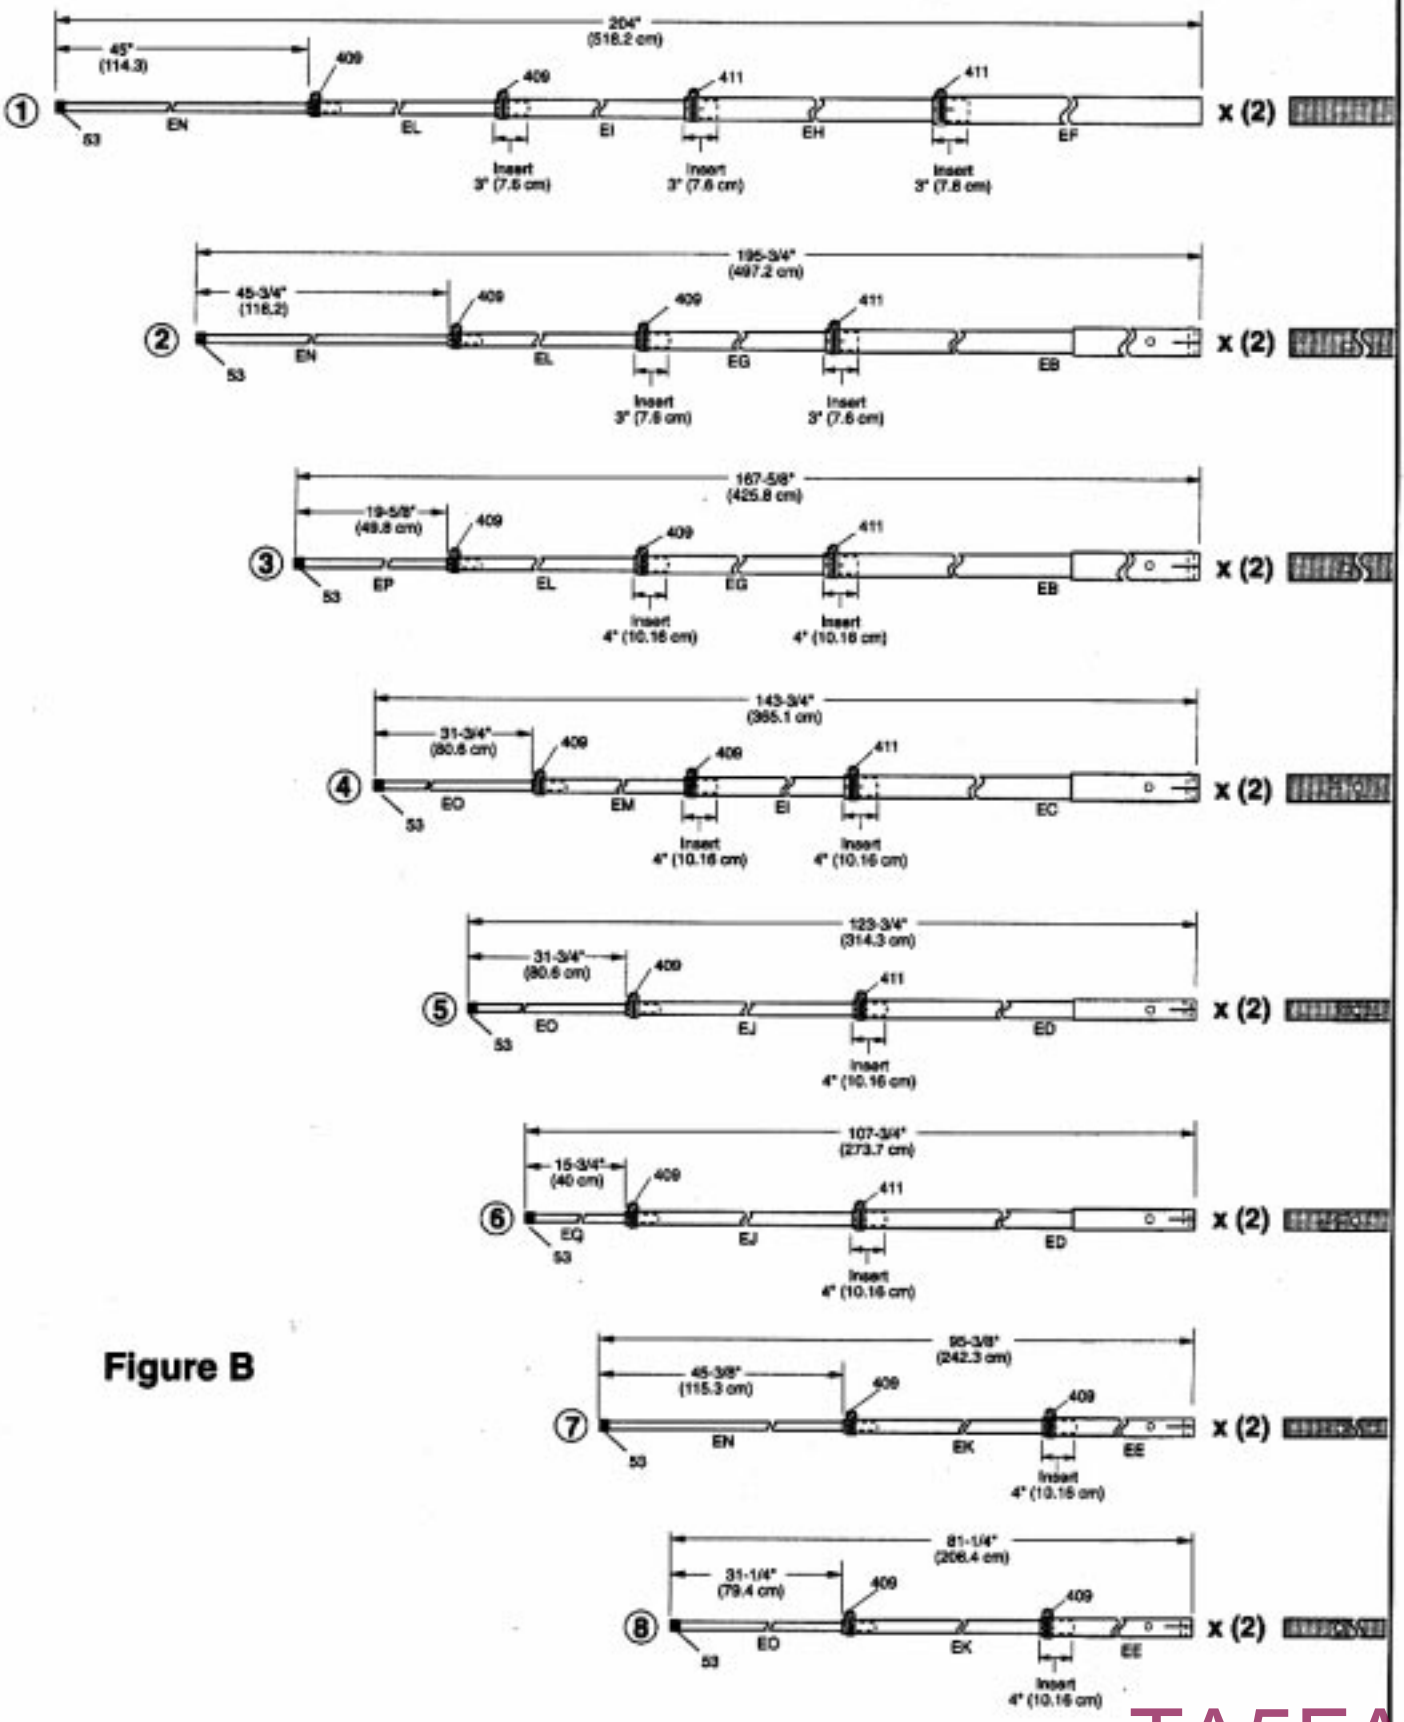 204"
(518.2 cm)
45"
(114.3)
409
409
411
411
1
x (2)
53
EN
EL
EI
EH
EF
Insert
3" (7.6 cm)
Insert
3" (7.6 cm)
Insert
3" (7.6 cm)
195-3/4"
(497.2 cm)
45-3/4"
(116.2)
409
409
411
2
x (2)
53
EN
EL
EG
EB
Insert
3" (7.6 cm)
Insert
3" (7.6 cm)
167-5/8"
(425.8 cm)
19-5/8"
(49.8 cm)
409
409
411
3
x (2)
53
EP
EL
EG
EB
Insert
4" (10.16 cm)
Insert
4" (10.16 cm)
143-3/4"
(365.1 cm)
31-3/4"
(80.6 cm)
409
409
411
4
x (2)
53
EO
EM
EI
EC
Insert
4" (10.16 cm)
Insert
4" (10.16 cm)
123-3/4"
(314.3 cm)
31-3/4"
(80.6 cm)
409
411
5
x (2)
53
EO
EJ
ED
Insert
4" (10.16 cm)
107-3/4"
(273.7 cm)
15-3/4"
(40 cm)
409
411
6
x (2)
53
EQ
EJ
ED
Insert
4" (10.16 cm)
Figure B
95-3/8"
(242.3 cm)
45-3/8"
(115.3 cm)
409
409
7
x (2)
53
EN
EK
EE
Insert
4" (10.16 cm)
81-1/4"
(206.4 cm)
31-1/4"
(79.4 cm)
409
409
8
x (2)
53
EO
EK
EE
Insert
4" (10.16 cm)